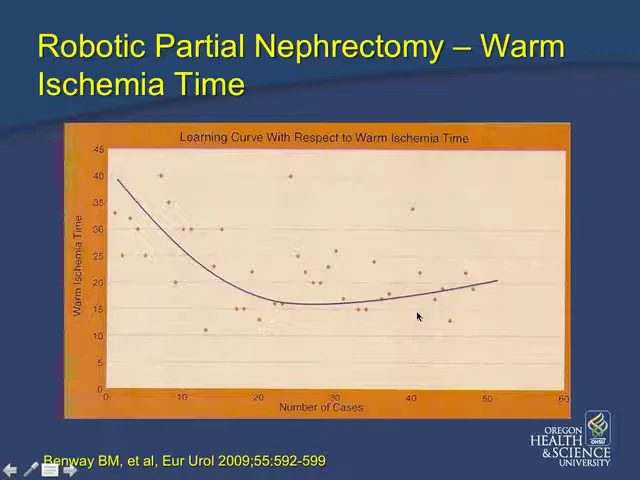 Robotic Partial Nephrectomy – Warm
Ischemia Time
Learning Curve With Respect to Warm Ischemia Time
Warm Ischemia Time
45
40
35
30
25
20
15
10
5
0
0 10 20 30 40 50 60
Number of Cases
Benway BM, et al, Eur Urol 2009;55:592-599
OREGON
HEALTH
&SCIENCE
UNIVERSITY
OHSU